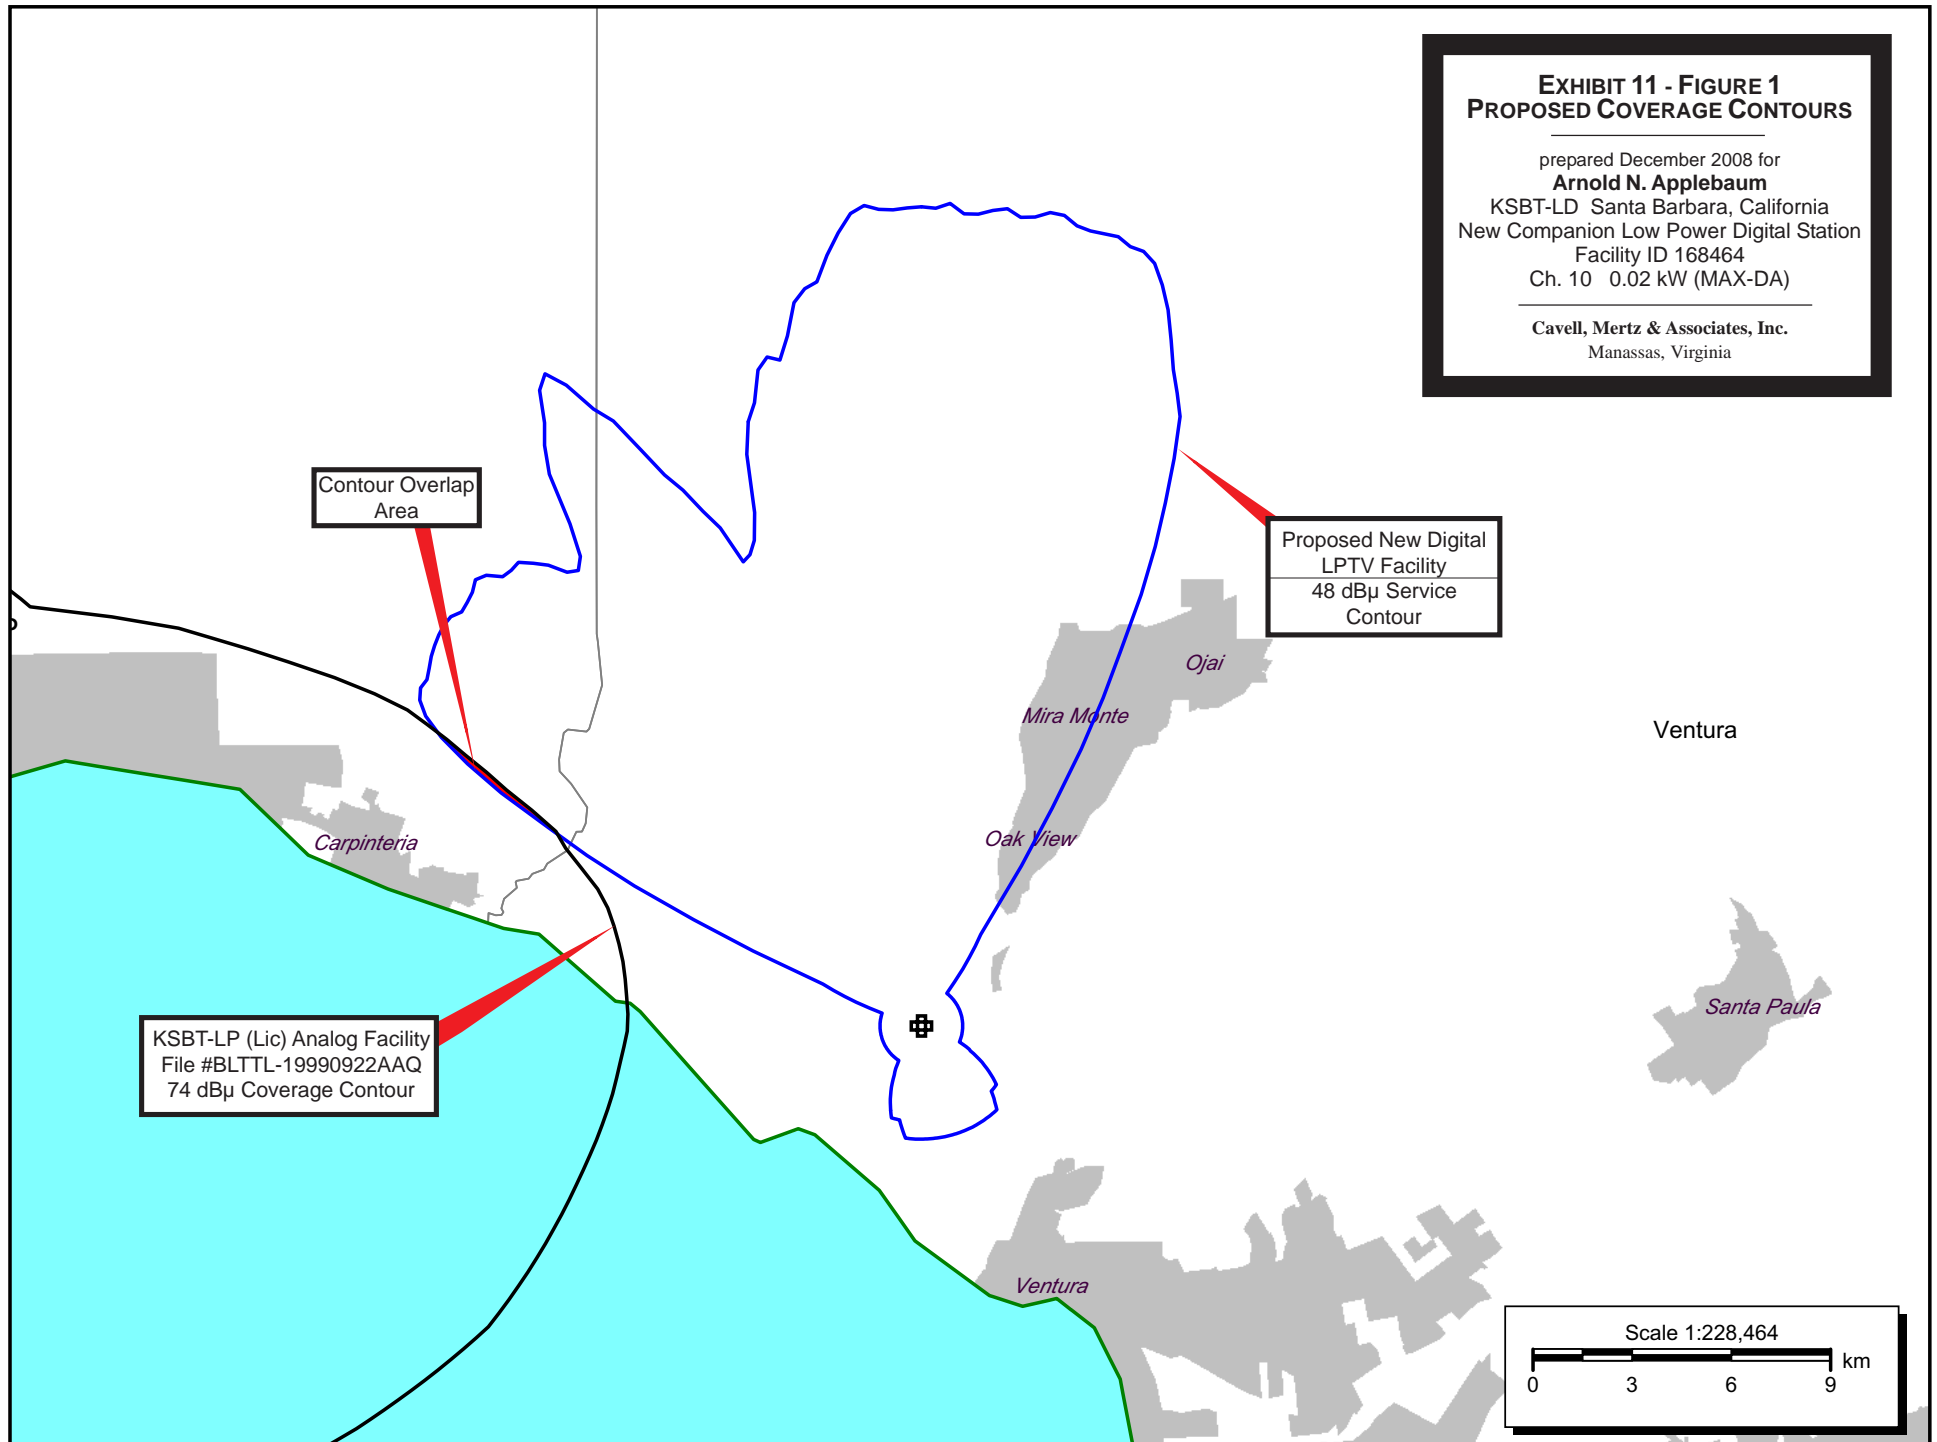 EXHIBIT 11 - FIGURE 1
PROPOSED COVERAGE CONTOURS
prepared December 2008 for
Arnold N. Applebaum
KSBT-LD Santa Barbara, California
New Companion Low Power Digital Station
Facility ID 168464
Ch. 10 0.02 kW (MAX-DA)
Cavell, Mertz & Associates, Inc.
Manassas, Virginia
Contour Overlap
Area
Proposed New Digital
LPTV Facility
48 dBµ Service
Contour
Ojai
Mira Monte
Ventura
Oak View
Carpinteria
Santa Paula
KSBT-LP (Lic) Analog Facility
File #BLTTL-19990922AAQ
74 dBµ Coverage Contour
Ventura
Scale 1:228,464
km
0 3 6 9